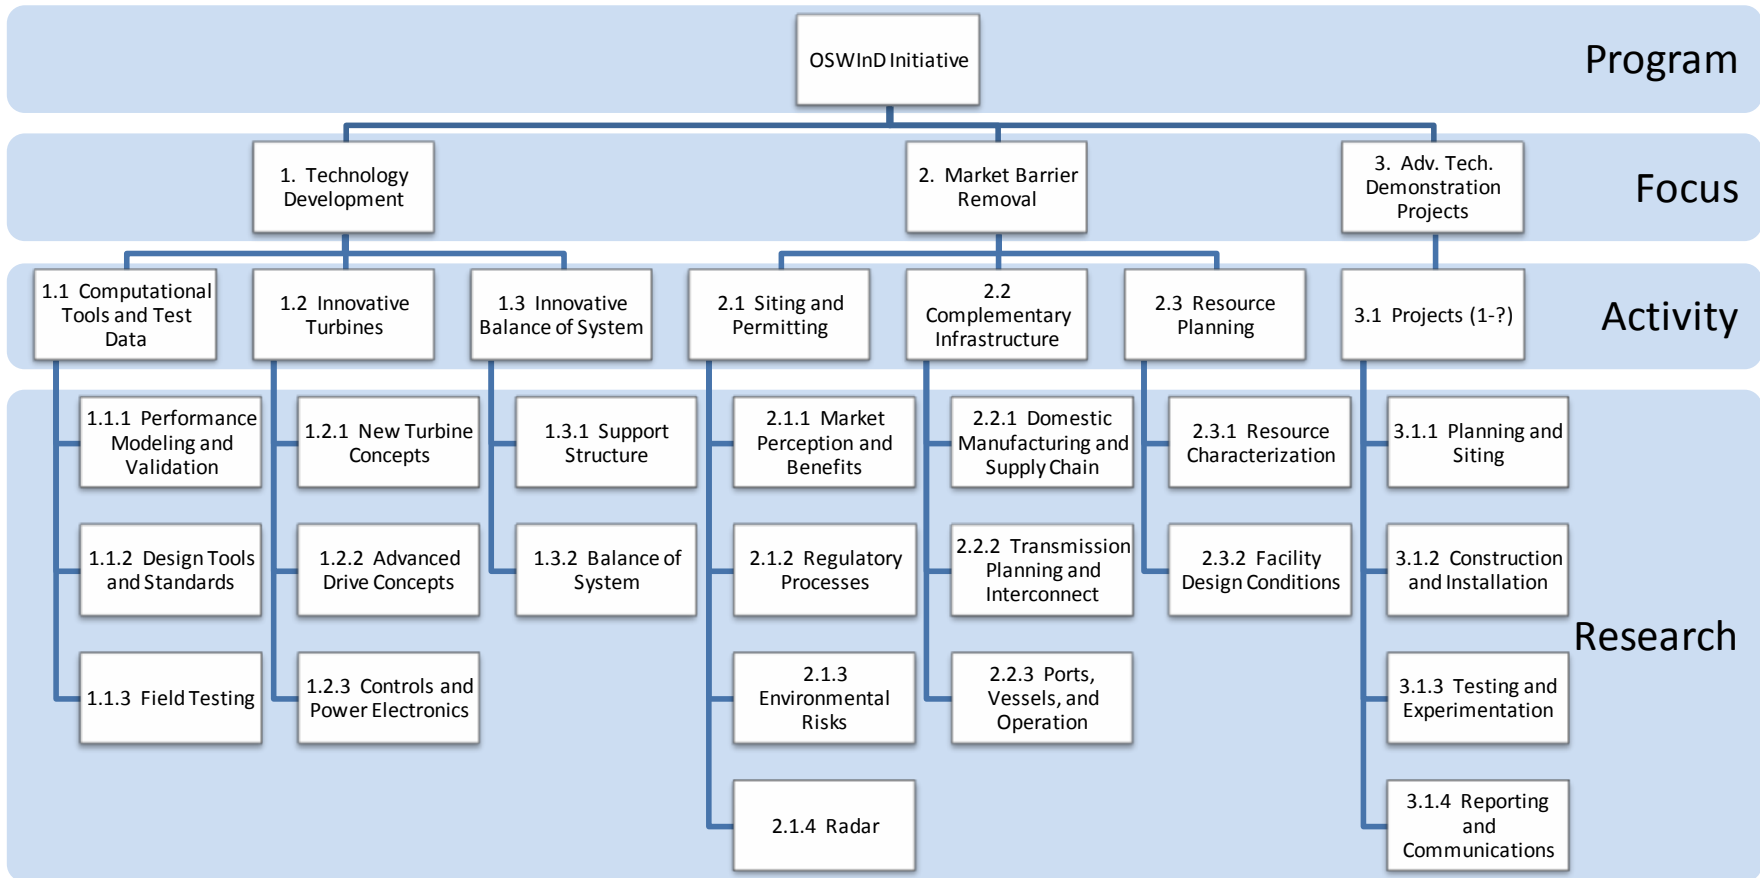 OSWInD Initiative
Program
1. Technology
Development
2. Market Barrier
Removal
3. Adv. Tech.
Demonstration
Projects
Focus
1.1 Computational
Tools and Test
Data
1.2 Innovative
Turbines
1.3 Innovative
Balance of System
2.1 Siting and
Permitting
2.2
Complementary
Infrastructure
2.3 Resource
Planning
3.1 Projects (1-?)
Activity
1.1.1 Performance
Modeling and
Validation
1.2.1 New Turbine
Concepts
1.3.1 Support
Structure
2.1.1 Market
Perception and
Benefits
2.2.1 Domestic
Manufacturing and
Supply Chain
2.3.1 Resource
Characterization
3.1.1 Planning and
Siting
1.1.2 Design Tools
and Standards
1.2.2 Advanced
Drive Concepts
1.3.2 Balance of
System
2.1.2 Regulatory
Processes
2.2.2 Transmission
Planning and
Interconnect
2.3.2 Facility
Design Conditions
3.1.2 Construction
and Installation
Research
1.1.3 Field Testing
1.2.3 Controls and
Power Electronics
2.1.3
Environmental
Risks
2.2.3 Ports,
Vessels, and
Operation
3.1.3 Testing and
Experimentation
2.1.4 Radar
3.1.4 Reporting
and
Communications